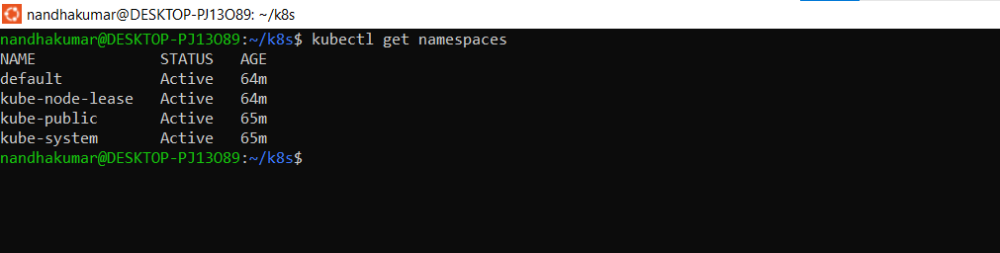 nandhakumar@DESKTOP-PJ13O89: ~/k8s
nandhakumar@DESKTOP-PJ13O89:~/k8s$ kubectl get namespaces
NAME              STATUS   AGE
default           Active   64m
kube-node-lease   Active   64m
kube-public       Active   65m
kube-system       Active   65m
nandhakumar@DESKTOP-PJ13O89:~/k8s$